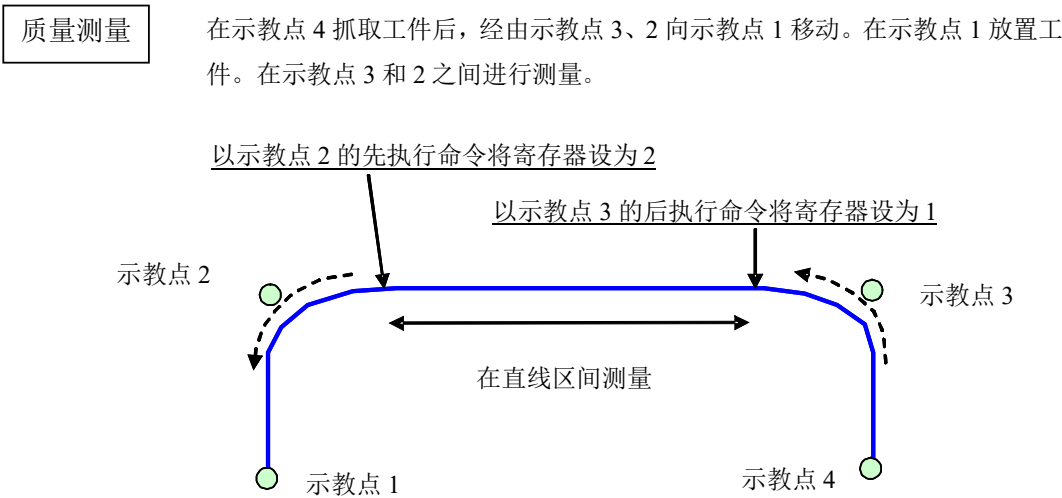 质量测量
在示教点 4 抓取工件后，经由示教点 3、2 向示教点 1 移动。在示教点 1 放置工
件。在示教点 3 和 2 之间进行测量。
以示教点 2 的先执行命令将寄存器设为 2
以示教点 3 的后执行命令将寄存器设为 1
示教点 2
示教点 3
在直线区间测量
示教点 1
示教点 4